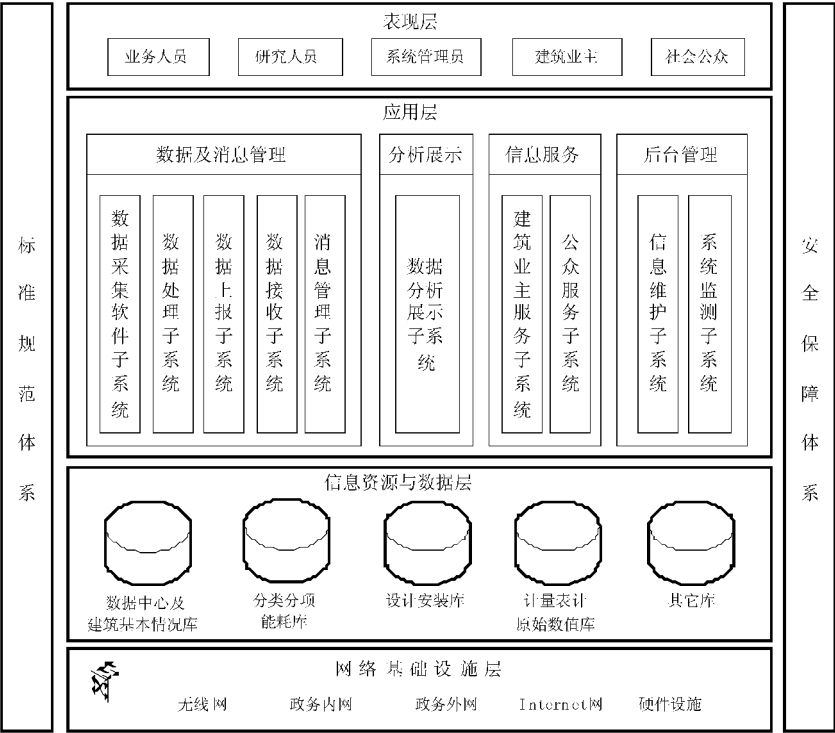 表现层
业务人员
研究人员
系统管理员
建筑业主
社会公众
应用层
数据及消息管理
数据采集软件子系统
数据处理子系统
数据上报子系统
数据接收子系统
消息管理子系统
分析展示
数据
分析
展示
子系
统
信息服务
建筑业主服务子系统
公众服务子系统
后台管理
信息维护子系统
系统监测子系统
标准规范体系
安全保障体系
信息资源与数据层
数据中心及
建筑基本情况库
分类分项
能耗库
设计安装库
计量表计
原始数值库
其它库
网络基础设施层
无线网
政务内网
政务外网
Internet网
硬件设施